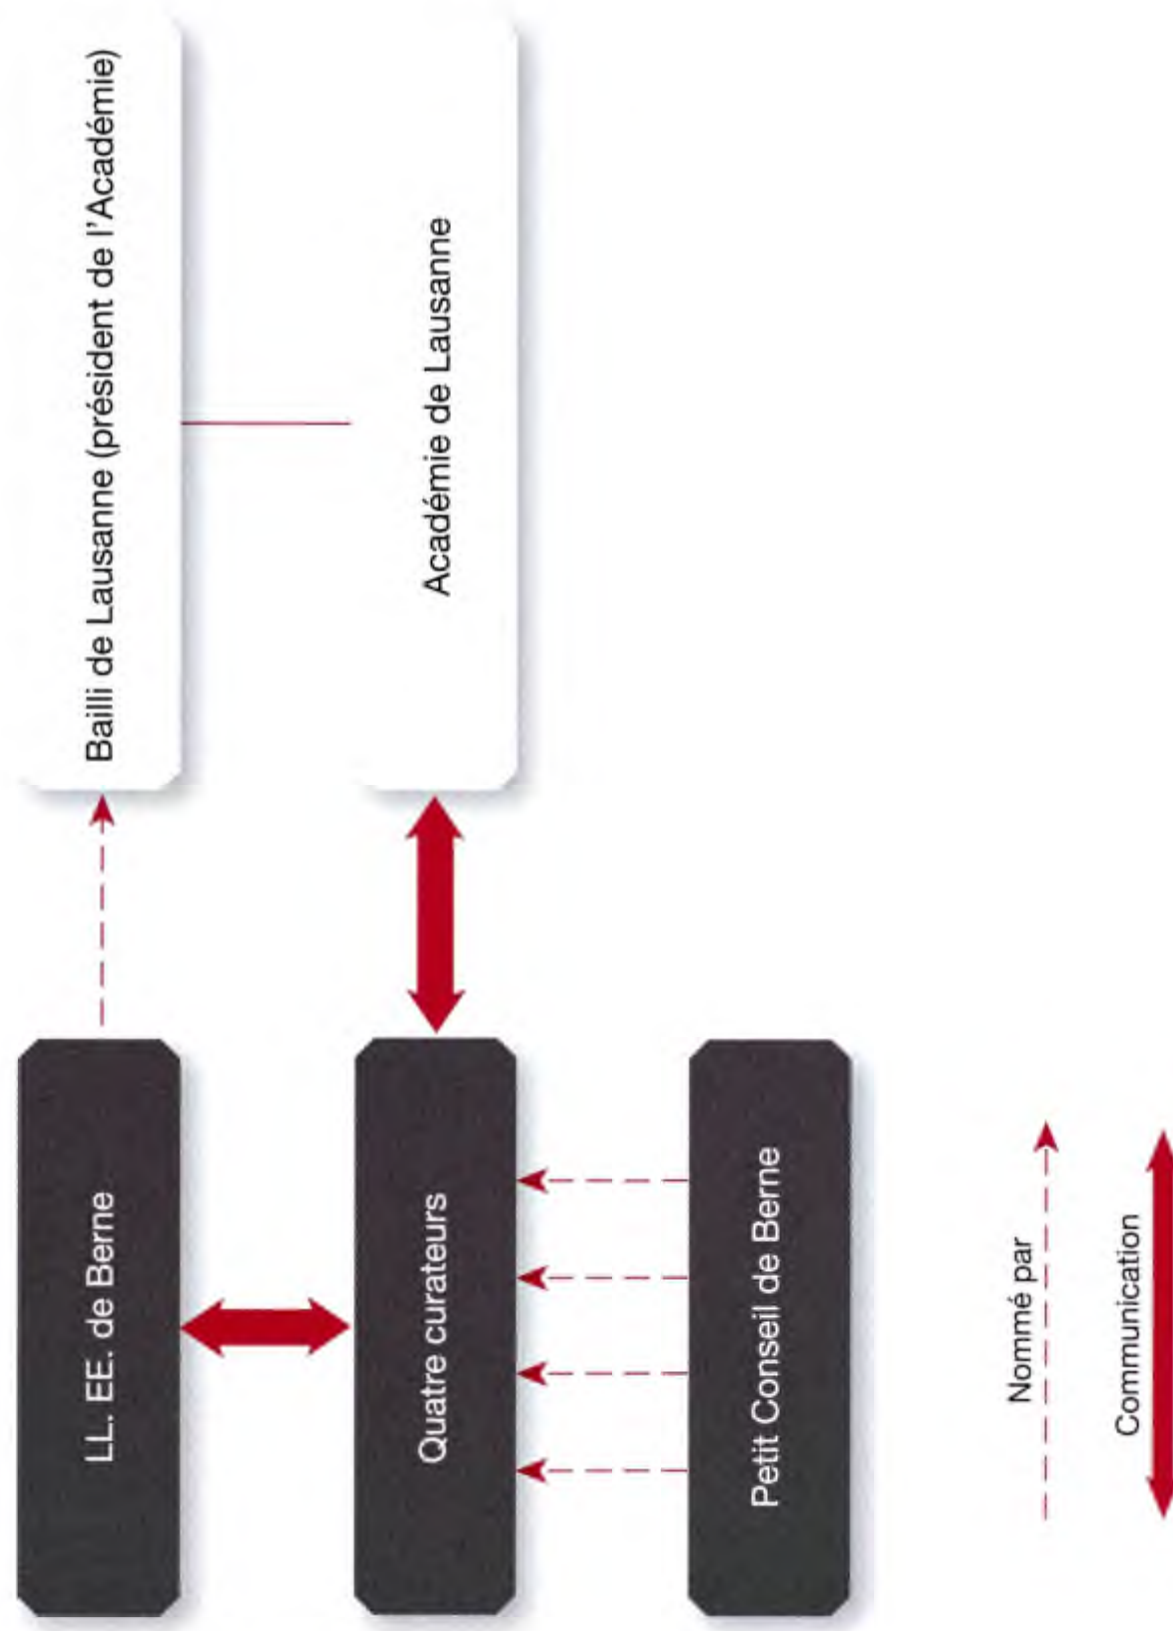 LL. EE. de Berne
Bailli de Lausanne (président de l'Académie)
Quatre curateurs
Académie de Lausanne
Petit Conseil de Berne
Nommé par
Communication